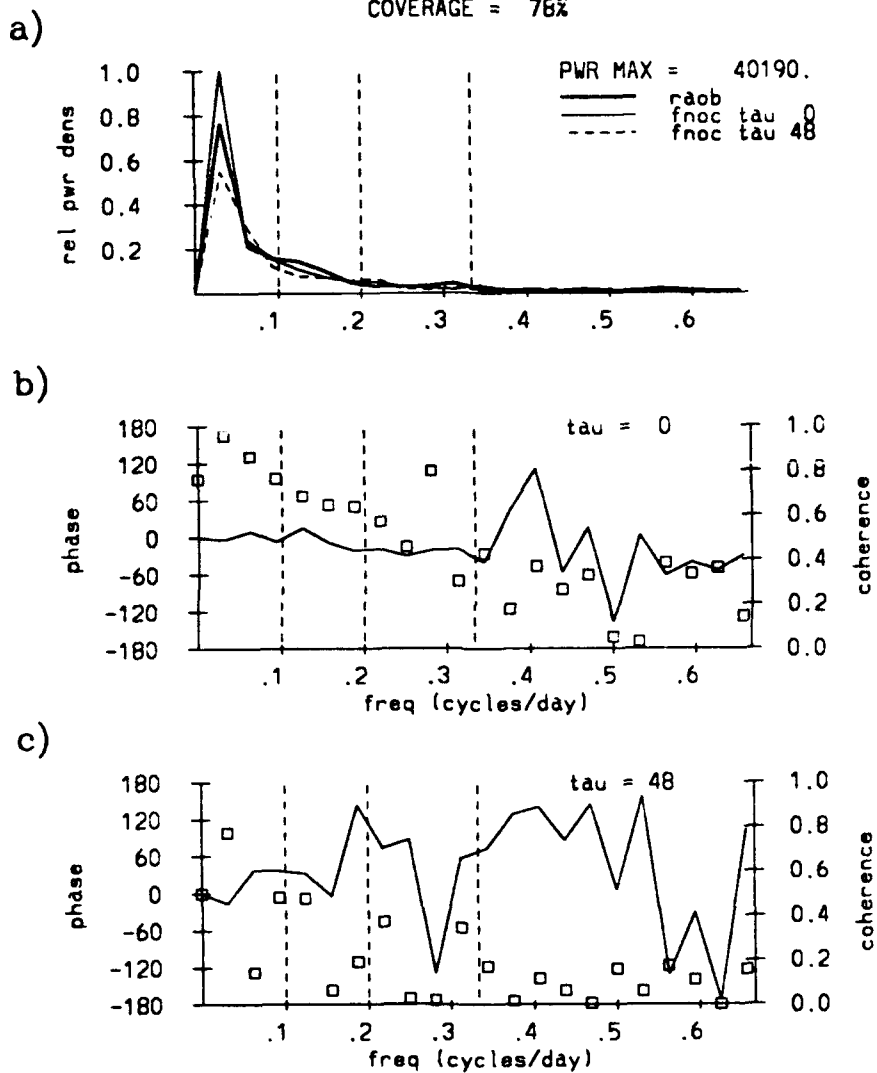 COVERAGE = 78%
a)
PWR MAX = 40190.
raob
fnoc tau 0
fnoc tau 48
rel pwr dens
1.0
0.8
0.6
0.4
0.2
.1 .2 .3 .4 .5 .6
b)
tau = 0
phase
180
120
60
0
-60
-120
-180
1.0
0.8
0.6
0.4
0.2
0.0
coherence
.1 .2 .3 .4 .5 .6
freq (cycles/day)
c)
tau = 48
phase
180
120
60
0
-60
-120
-180
1.0
0.8
0.6
0.4
0.2
0.0
coherence
.1 .2 .3 .4 .5 .6
freq (cycles/day)